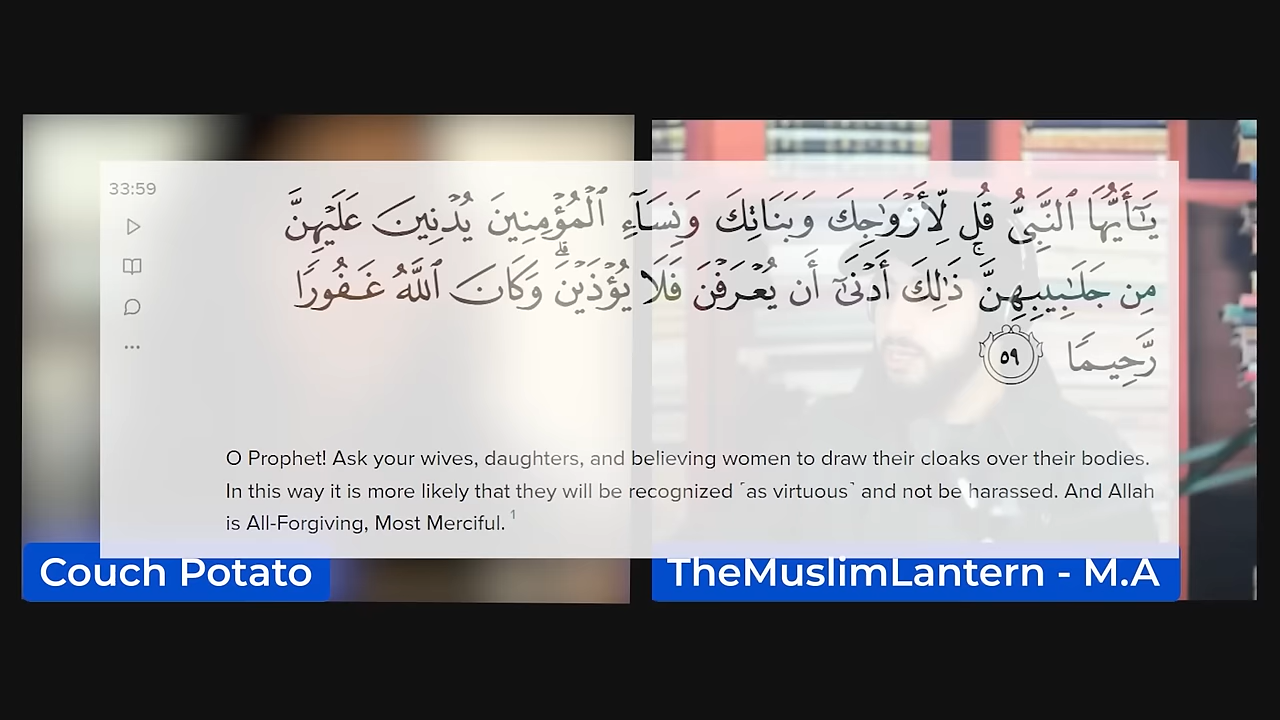 33:59
يَـٰٓأَيُّهَا ٱلنَّبِىُّ قُل لِّأَزْوَٰجِكَ وَبَنَاتِكَ وَنِسَآءِ ٱلْمُؤْمِنِينَ يُدْنِينَ عَلَيْهِنَّ
مِن جَلَـٰبِيبِهِنَّ ۚ ذَٰلِكَ أَدْنَىٰٓ أَن يُعْرَفْنَ فَلَا يُؤْذَيْنَ ۗ وَكَانَ ٱللَّهُ غَفُورًا
رَّحِيمًا ٥٩
O Prophet! Ask your wives, daughters, and believing women to draw their cloaks over their bodies.
In this way it is more likely that they will be recognized ˹as virtuous˺ and not be harassed. And Allah
is All-Forgiving, Most Merciful. 1
Couch Potato
TheMuslimLantern - M.A